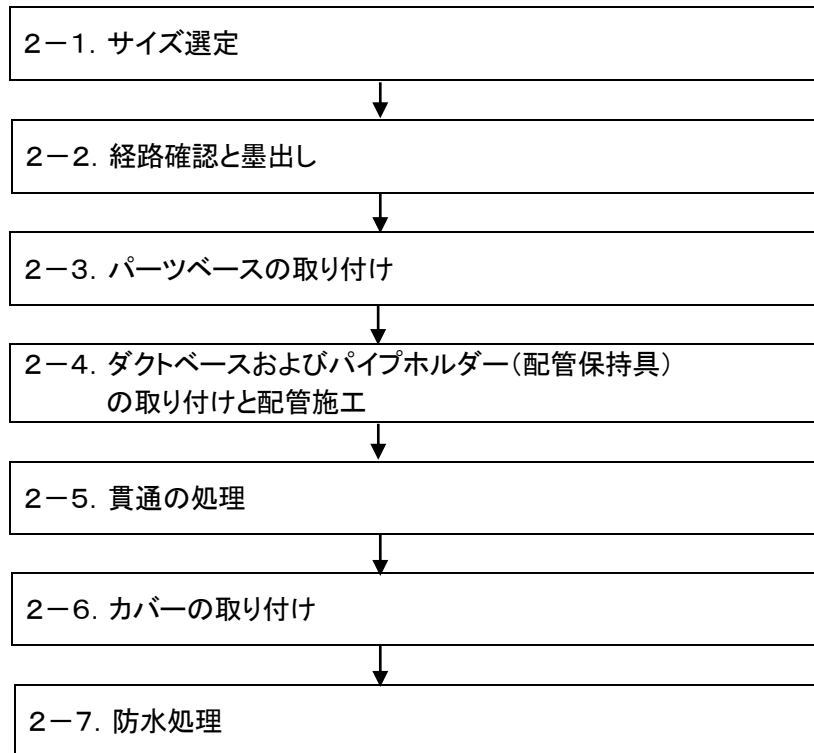 ２－１．サイズ選定
２－２．経路確認と墨出し
２－３．パーツベースの取り付け
２－４．ダクトベースおよびパイプホルダー（配管保持具）
の取り付けと配管施工
２－５．貫通の処理
２－６．カバーの取り付け
２－７．防水処理